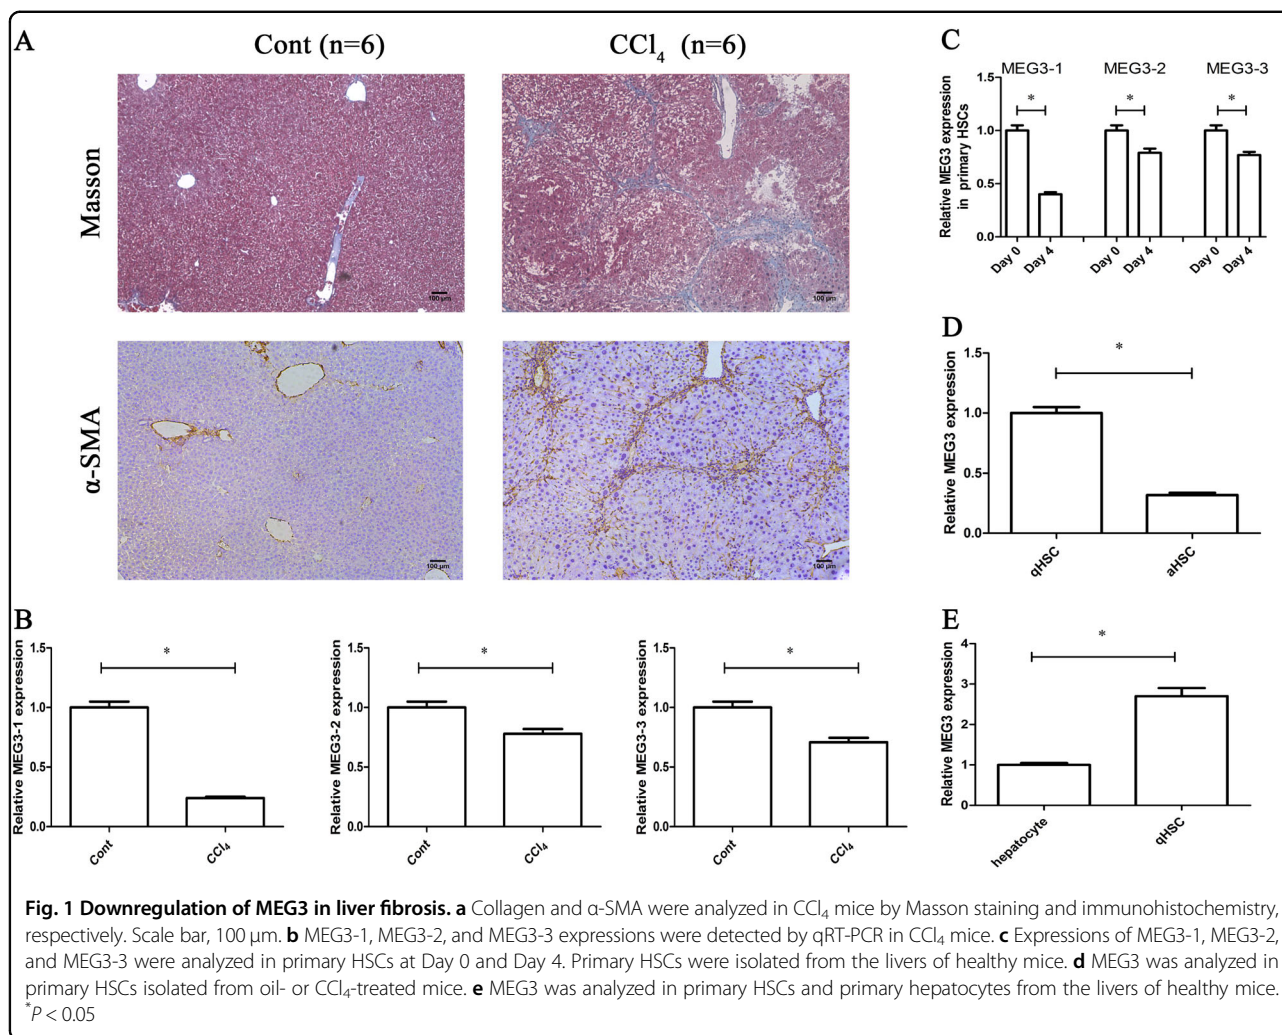 A
Cont (n=6)
CCl₄ (n=6)
Masson
100 μm
100 μm
α-SMA
100 μm
100 μm
B
Relative MEG3-1 expression
1.5
1.0
0.5
0.0
*
Cont
CCl₄
Relative MEG3-2 expression
1.5
1.0
0.5
0.0
*
Cont
CCl₄
Relative MEG3-3 expression
1.5
1.0
0.5
0.0
*
Cont
CCl₄
C
MEG3-1
MEG3-2
MEG3-3
Relative MEG3 expression
in primary HSCs
1.5
1.0
0.5
0.0
*
*
*
Day 0
Day 4
Day 0
Day 4
Day 0
Day 4
D
Relative MEG3 expression
1.5
1.0
0.5
0.0
*
qHSC
aHSC
E
Relative MEG3 expression
4
3
2
1
0
*
hepatocyte
qHSC
Fig. 1 Downregulation of MEG3 in liver fibrosis. a Collagen and α-SMA were analyzed in CCl₄ mice by Masson staining and immunohistochemistry,
respectively. Scale bar, 100 μm. b MEG3-1, MEG3-2, and MEG3-3 expressions were detected by qRT-PCR in CCl₄ mice. c Expressions of MEG3-1, MEG3-2,
and MEG3-3 were analyzed in primary HSCs at Day 0 and Day 4. Primary HSCs were isolated from the livers of healthy mice. d MEG3 was analyzed in
primary HSCs isolated from oil- or CCl₄-treated mice. e MEG3 was analyzed in primary HSCs and primary hepatocytes from the livers of healthy mice.
*P < 0.05